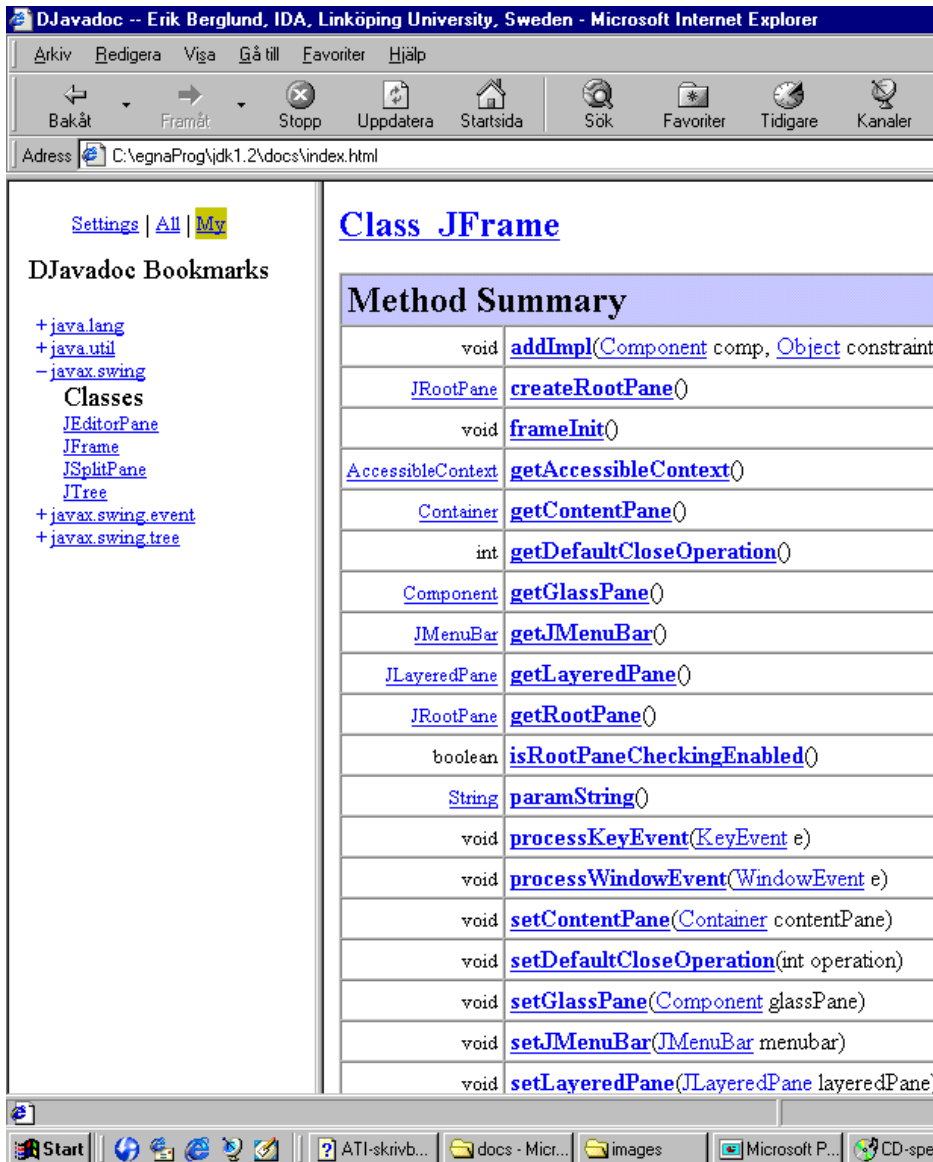 DJavadoc -- Erik Berglund, IDA, Linköping University, Sweden - Microsoft Internet Explorer
Arkiv Redigera Visa Gå till Favoriter Hjälp
Bakåt Framåt Stopp Uppdatera Startsida Sök Favoriter Tidigare Kanaler
Adress C:\egnaProg\jdk1.2\docs\index.html
Settings | All | My
DJavadoc Bookmarks
+ java.lang
+ java.util
– javax.swing
Classes
JEditorPane
JFrame
JSplitPane
JTree
+ javax.swing.event
+ javax.swing.tree
Class JFrame
Method Summary
void addImpl(Component comp, Object constraint
JRootPane createRootPane()
void frameInit()
AccessibleContext getAccessibleContext()
Container getContentPane()
int getDefaultCloseOperation()
Component getGlassPane()
JMenuBar getJMenuBar()
JLayeredPane getLayeredPane()
JRootPane getRootPane()
boolean isRootPaneCheckingEnabled()
String paramString()
void processKeyEvent(KeyEvent e)
void processWindowEvent(WindowEvent e)
void setContentPane(Container contentPane)
void setDefaultCloseOperation(int operation)
void setGlassPane(Component glassPane)
void setJMenuBar(JMenuBar menubar)
void setLayeredPane(JLayeredPane layeredPane)
Start ATI-skrivb... docs - Micr... images Microsoft P... CD-spe